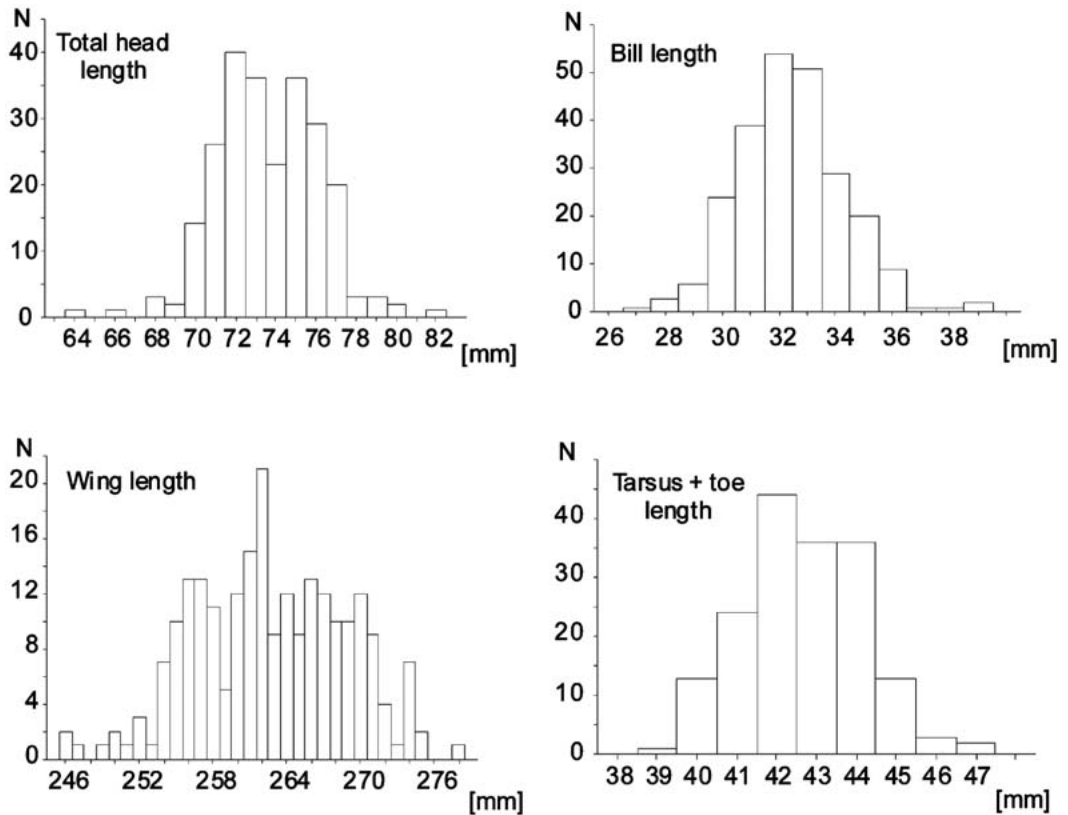 N
Total head
length
40
30
20
10
0
64 66 68 70 72 74 76 78 80 82
[mm]
N
Bill length
50
40
30
20
10
0
26 28 30 32 34 36 38
[mm]
N
Wing length
20
16
12
8
4
0
246 252 258 264 270 276
[mm]
N
Tarsus + toe
length
40
30
20
10
0
38 39 40 41 42 43 44 45 46 47
[mm]